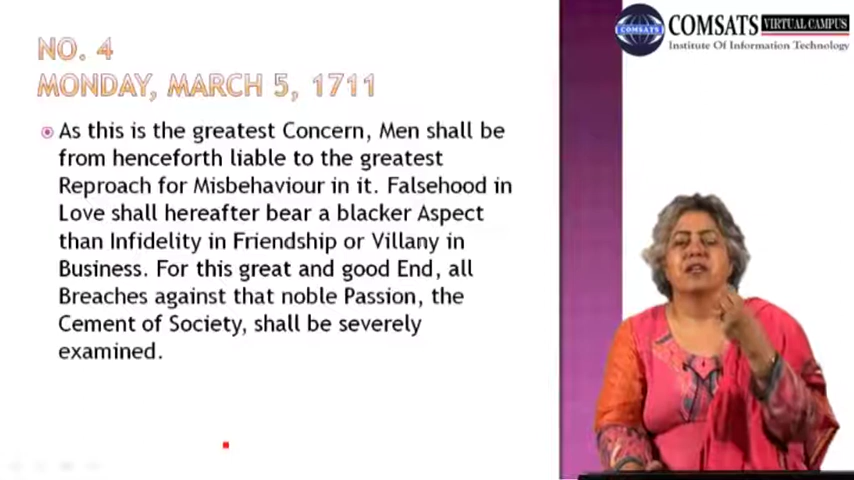 NO. 4
MONDAY, MARCH 5, 1711
As this is the greatest Concern, Men shall be
from henceforth liable to the greatest
Reproach for Misbehaviour in it. Falsehood in
Love shall hereafter bear a blacker Aspect
than Infidelity in Friendship or Villany in
Business. For this great and good End, all
Breaches against that noble Passion, the
Cement of Society, shall be severely
examined.
COMSATS
COMSATS VIRTUAL CAMPUS
Institute Of Information Technology